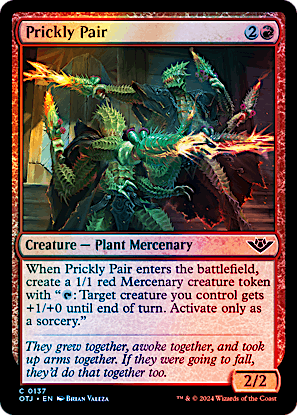 Prickly Pair 2
Creature — Plant Mercenary
When Prickly Pair enters the battlefield,
create a 1/1 red Mercenary creature token
with “: Target creature you control gets
+1/+0 until end of turn. Activate only as
a sorcery.”
They grew together, awoke together, and took
up arms together. If they were going to fall,
they’d do that together too.
2/2
C 0137
OTJ • EN Brian Valeza
™ & © 2024 Wizards of the Coast